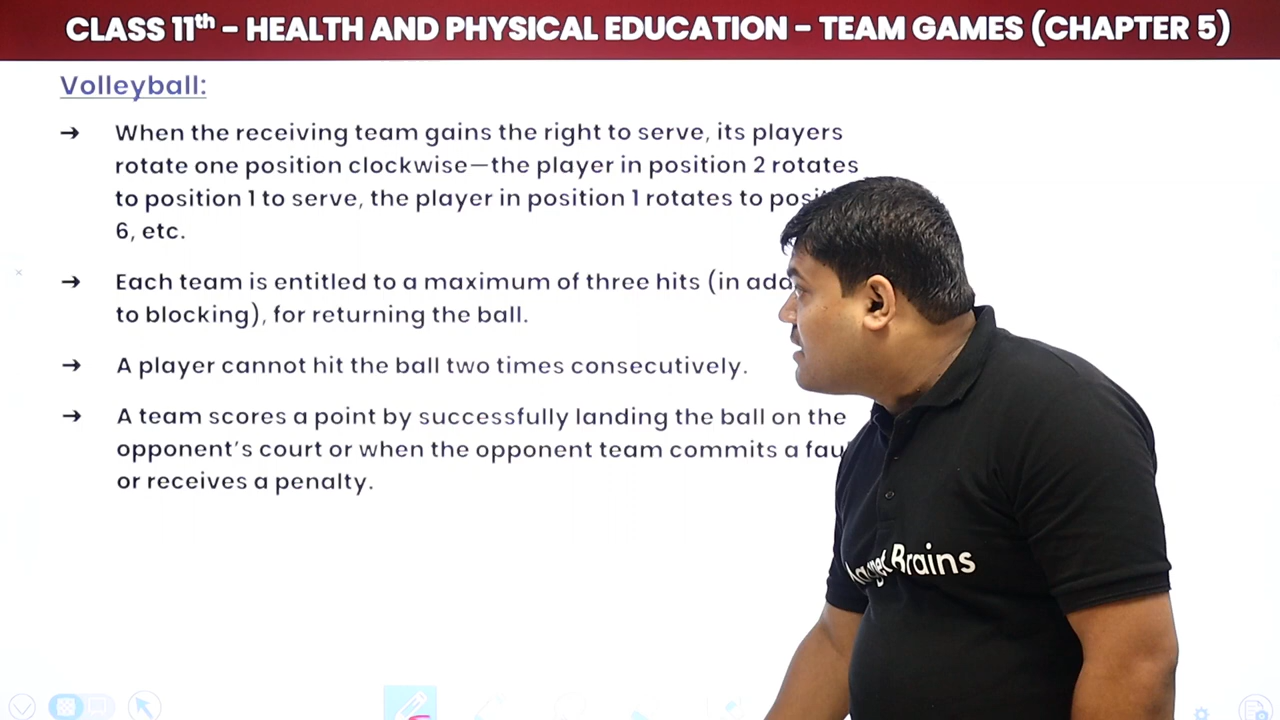 CLASS 11th - HEALTH AND PHYSICAL EDUCATION - TEAM GAMES (CHAPTER 5)
Volleyball:
→ When the receiving team gains the right to serve, its players
rotate one position clockwise—the player in position 2 rotates
to position 1 to serve, the player in position 1 rotates to
6, etc.
→ Each team is entitled to a maximum of three hits (in
to blocking), for returning the ball.
→ A player cannot hit the ball two times consecutively.
→ A team scores a point by successfully landing the ball on the
opponent's court or when the opponent team commits a
or receives a penalty.
Brains